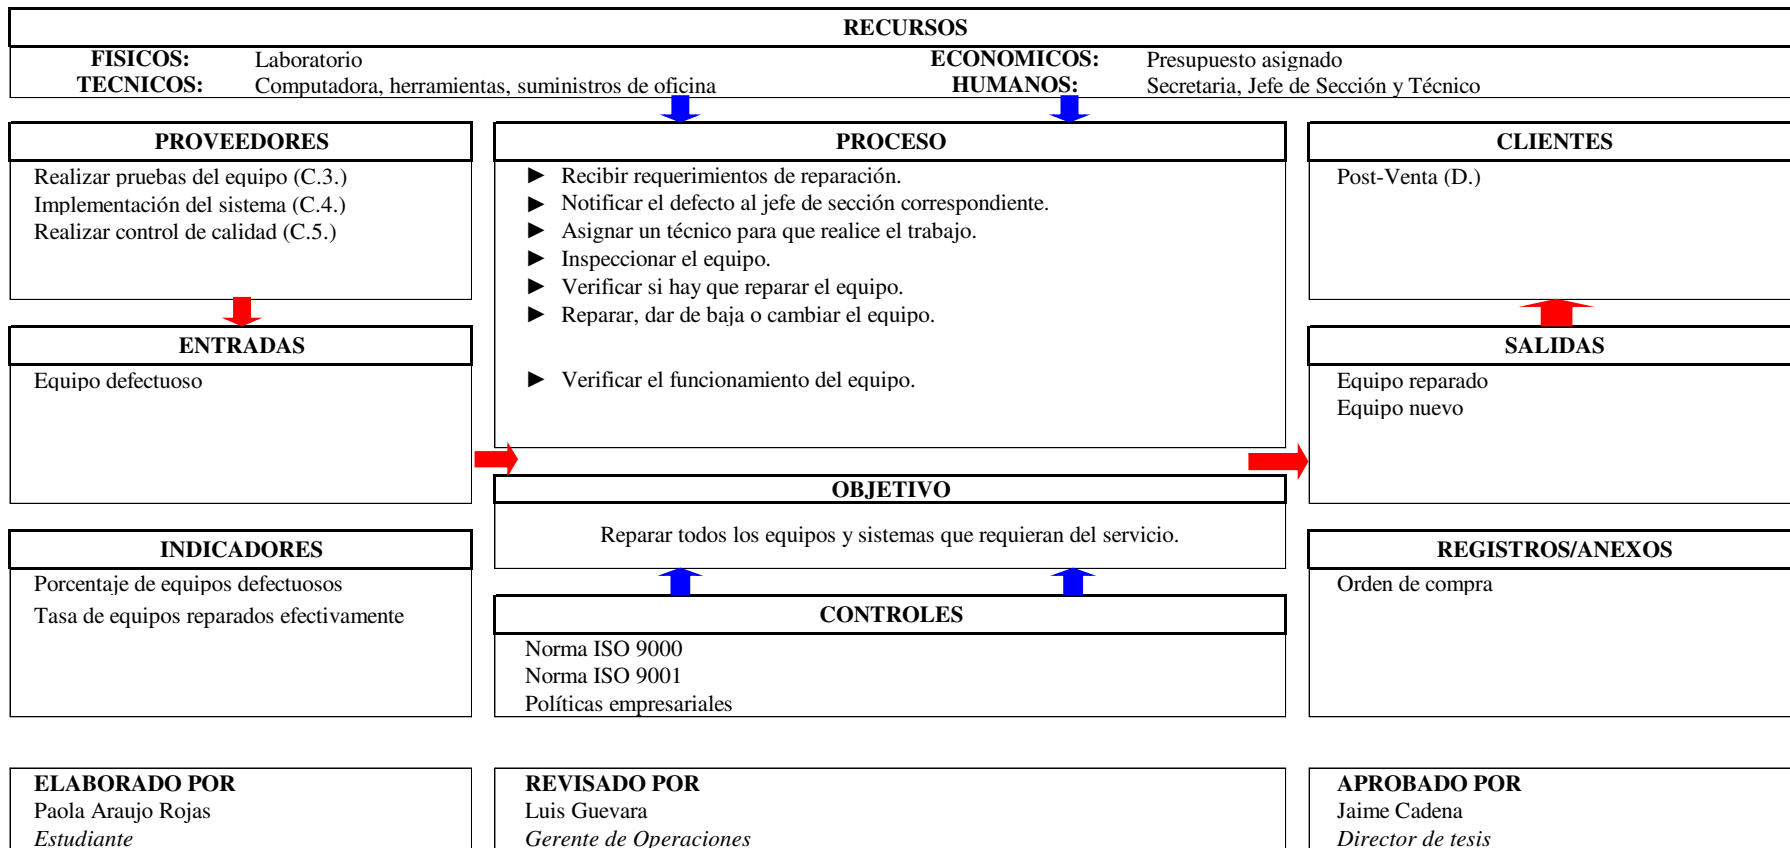 RECURSOS
FISICOS: Laboratorio ECONOMICOS: Presupuesto asignado
TECNICOS: Computadora, herramientas, suministros de oficina HUMANOS: Secretaria, Jefe de Sección y Técnico
PROVEEDORES
Realizar pruebas del equipo (C.3.)
Implementación del sistema (C.4.)
Realizar control de calidad (C.5.)
PROCESO
► Recibir requerimientos de reparación.
► Notificar el defecto al jefe de sección correspondiente.
► Asignar un técnico para que realice el trabajo.
► Inspeccionar el equipo.
► Verificar si hay que reparar el equipo.
► Reparar, dar de baja o cambiar el equipo.
► Verificar el funcionamiento del equipo.
CLIENTES
Post-Venta (D.)
ENTRADAS
Equipo defectuoso
SALIDAS
Equipo reparado
Equipo nuevo
OBJETIVO
Reparar todos los equipos y sistemas que requieran del servicio.
INDICADORES
Porcentaje de equipos defectuosos
Tasa de equipos reparados efectivamente
CONTROLES
Norma ISO 9000
Norma ISO 9001
Políticas empresariales
REGISTROS/ANEXOS
Orden de compra
ELABORADO POR
Paola Araujo Rojas
Estudiante
REVISADO POR
Luis Guevara
Gerente de Operaciones
APROBADO POR
Jaime Cadena
Director de tesis